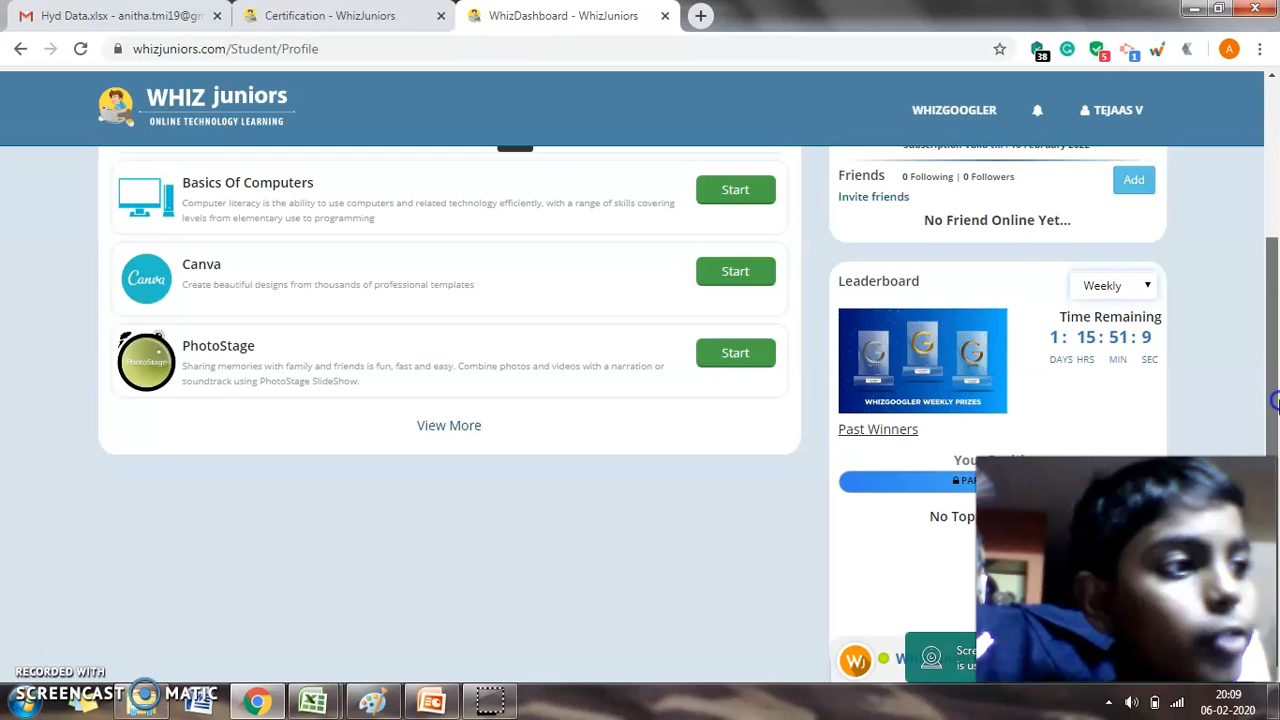 Hyd Data.xlsx - anitha.tmi19@g
Certification - WhizJuniors
WhizDashboard - WhizJuniors
whizjuniors.com/Student/Profile
38
5
1
A
WHIZ juniors
ONLINE TECHNOLOGY LEARNING
WHIZGOOGLER
TEJAAS V
Basics Of Computers
Computer literacy is the ability to use computers and related technology efficiently, with a range of skills covering
levels from elementary use to programming
Start
Canva
Canva
Create beautiful designs from thousands of professional templates
Start
PhotoStage
PhotoStage
Sharing memories with family and friends is fun, fast and easy. Combine photos and videos with a narration or
soundtrack using PhotoStage SlideShow.
Start
View More
Friends
0 Following | 0 Followers
Add
Invite friends
No Friend Online Yet...
Leaderboard
Weekly
Time Remaining
1: 15: 51: 9
DAYS HRS MIN SEC
WHIZGOOGLER WEEKLY PRIZES
Past Winners
No Top
RECORDED WITH
SCREENCAST MATIC
20:09
06-02-2020